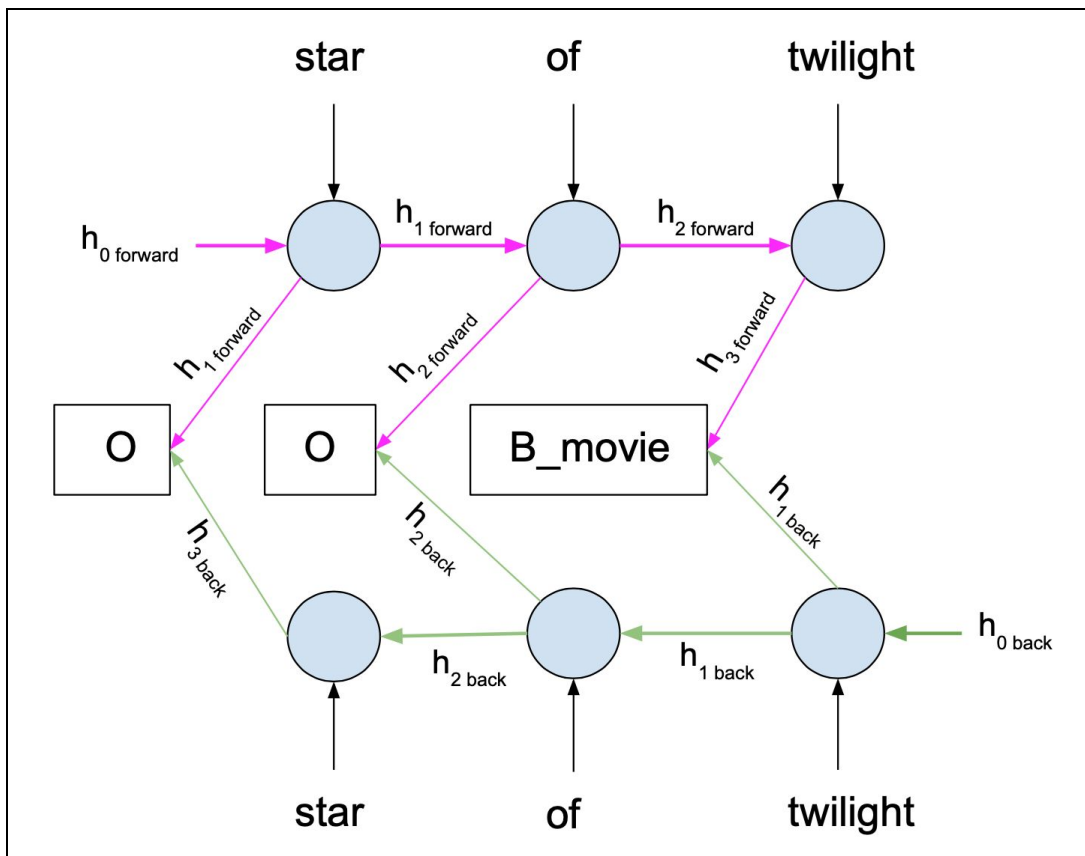 star of twilight
h0 forward h1 forward h2 forward
h1 forward h2 forward h3 forward
O O B_movie
h3 back h2 back h1 back
h2 back h1 back h0 back
star of twilight